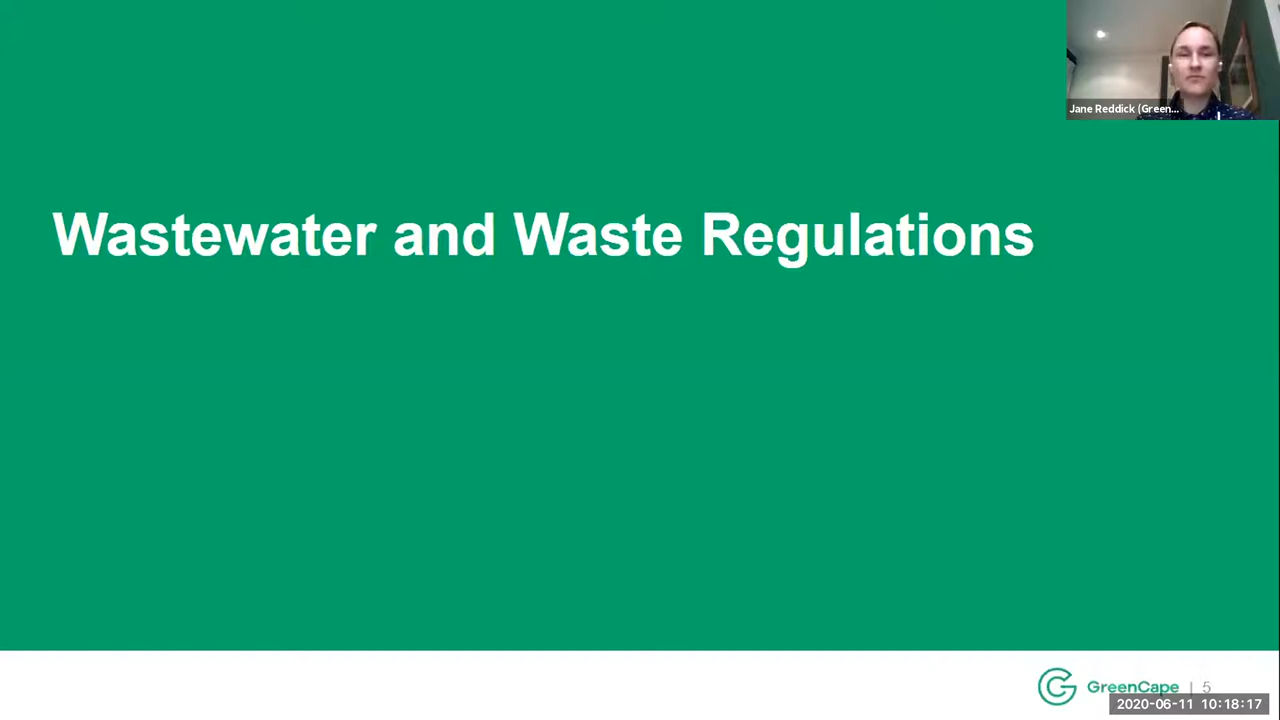 Jane Reddick (Green...
Wastewater and Waste Regulations
GreenCape | 5
2020-06-11 10:18:17